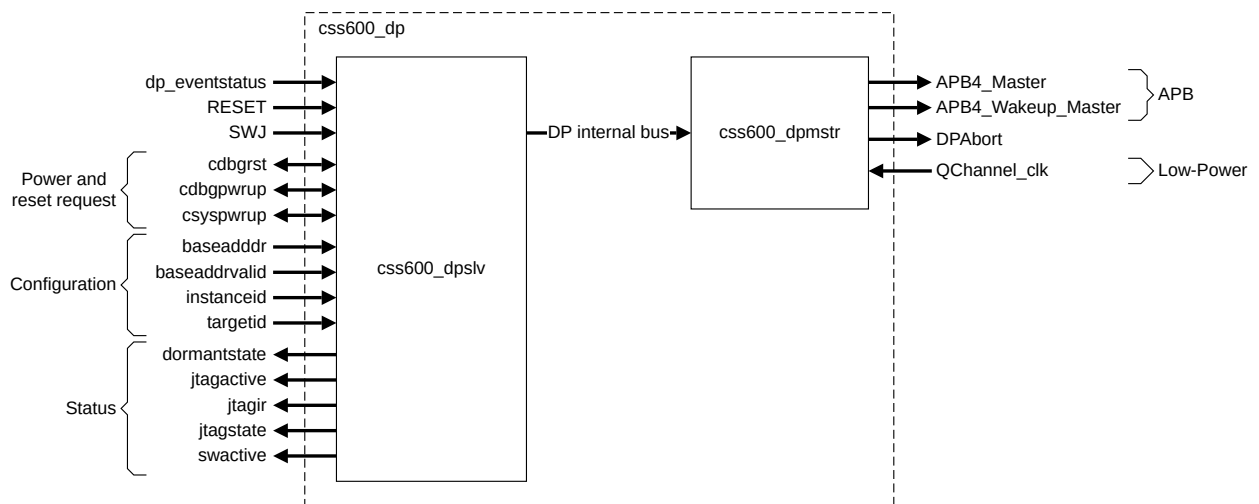 css600_dp
dp_eventstatus
RESET
SWJ
Power and
reset request
cdbgrst
cdbgpwrup
csyspwrup
Configuration
baseadddr
baseaddrvalid
instanceid
targetid
Status
dormantstate
jtagactive
jtagir
jtagstate
swactive
css600_dpslv
DP internal bus
css600_dpmstr
APB4_Master
APB4_Wakeup_Master
APB
DPAbort
QChannel_clk
Low-Power